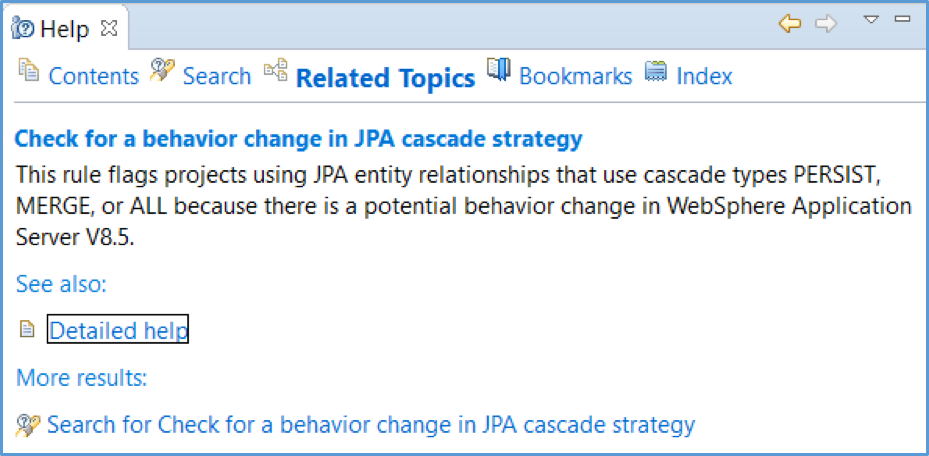 Help
Contents Search Related Topics Bookmarks Index
Check for a behavior change in JPA cascade strategy
This rule flags projects using JPA entity relationships that use cascade types PERSIST,
MERGE, or ALL because there is a potential behavior change in WebSphere Application
Server V8.5.
See also:
Detailed help
More results:
Search for Check for a behavior change in JPA cascade strategy